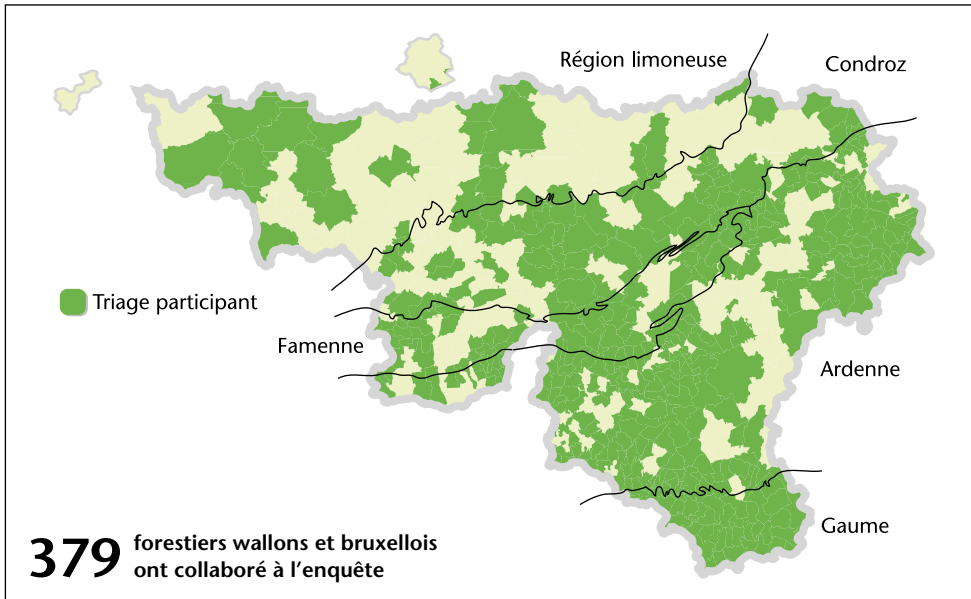 Région limoneuse
Condroz
Triage participant
Famenne
Ardenne
Gaume
379 forestiers wallons et bruxellois
ont collaboré à l'enquête